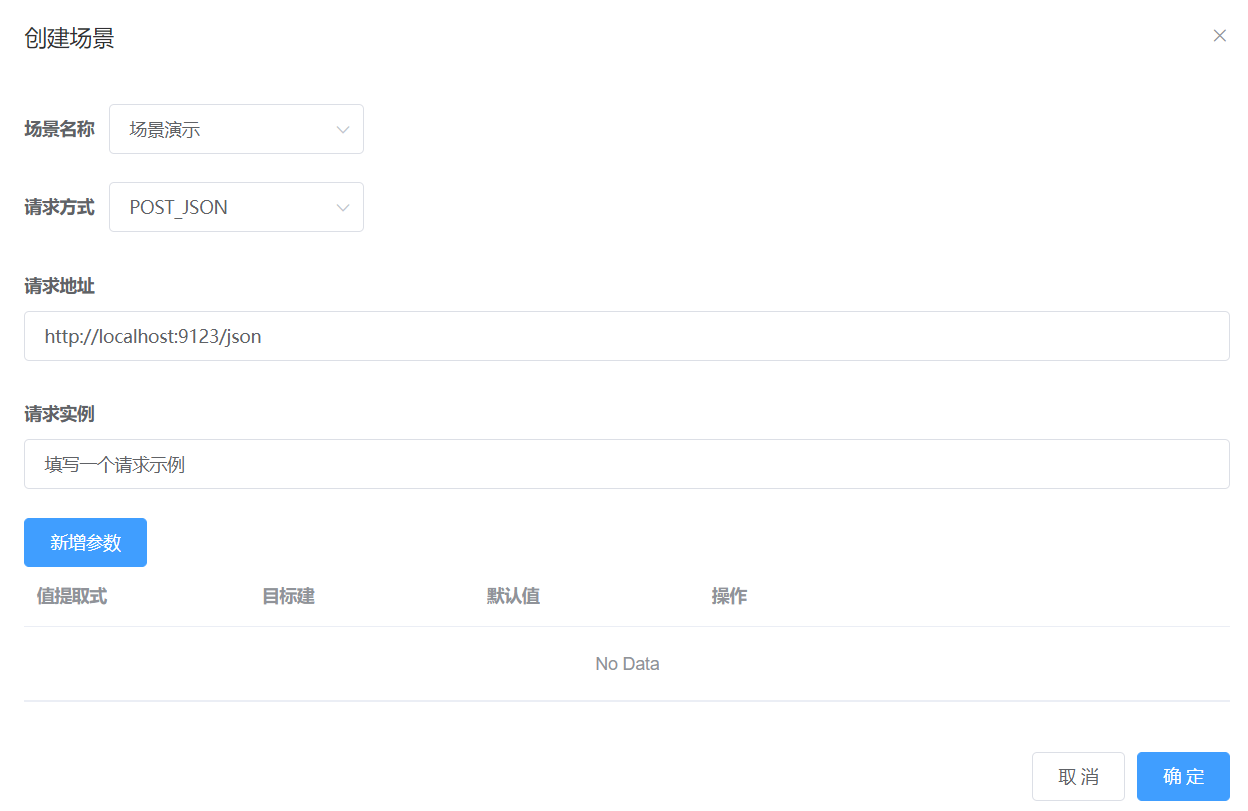 创建场景
场景名称 场景演示
请求方式 POST_JSON
请求地址
http://localhost:9123/json
请求实例
填写一个请求示例
新增参数
值提取式 目标建 默认值 操作
No Data
取 消 确 定